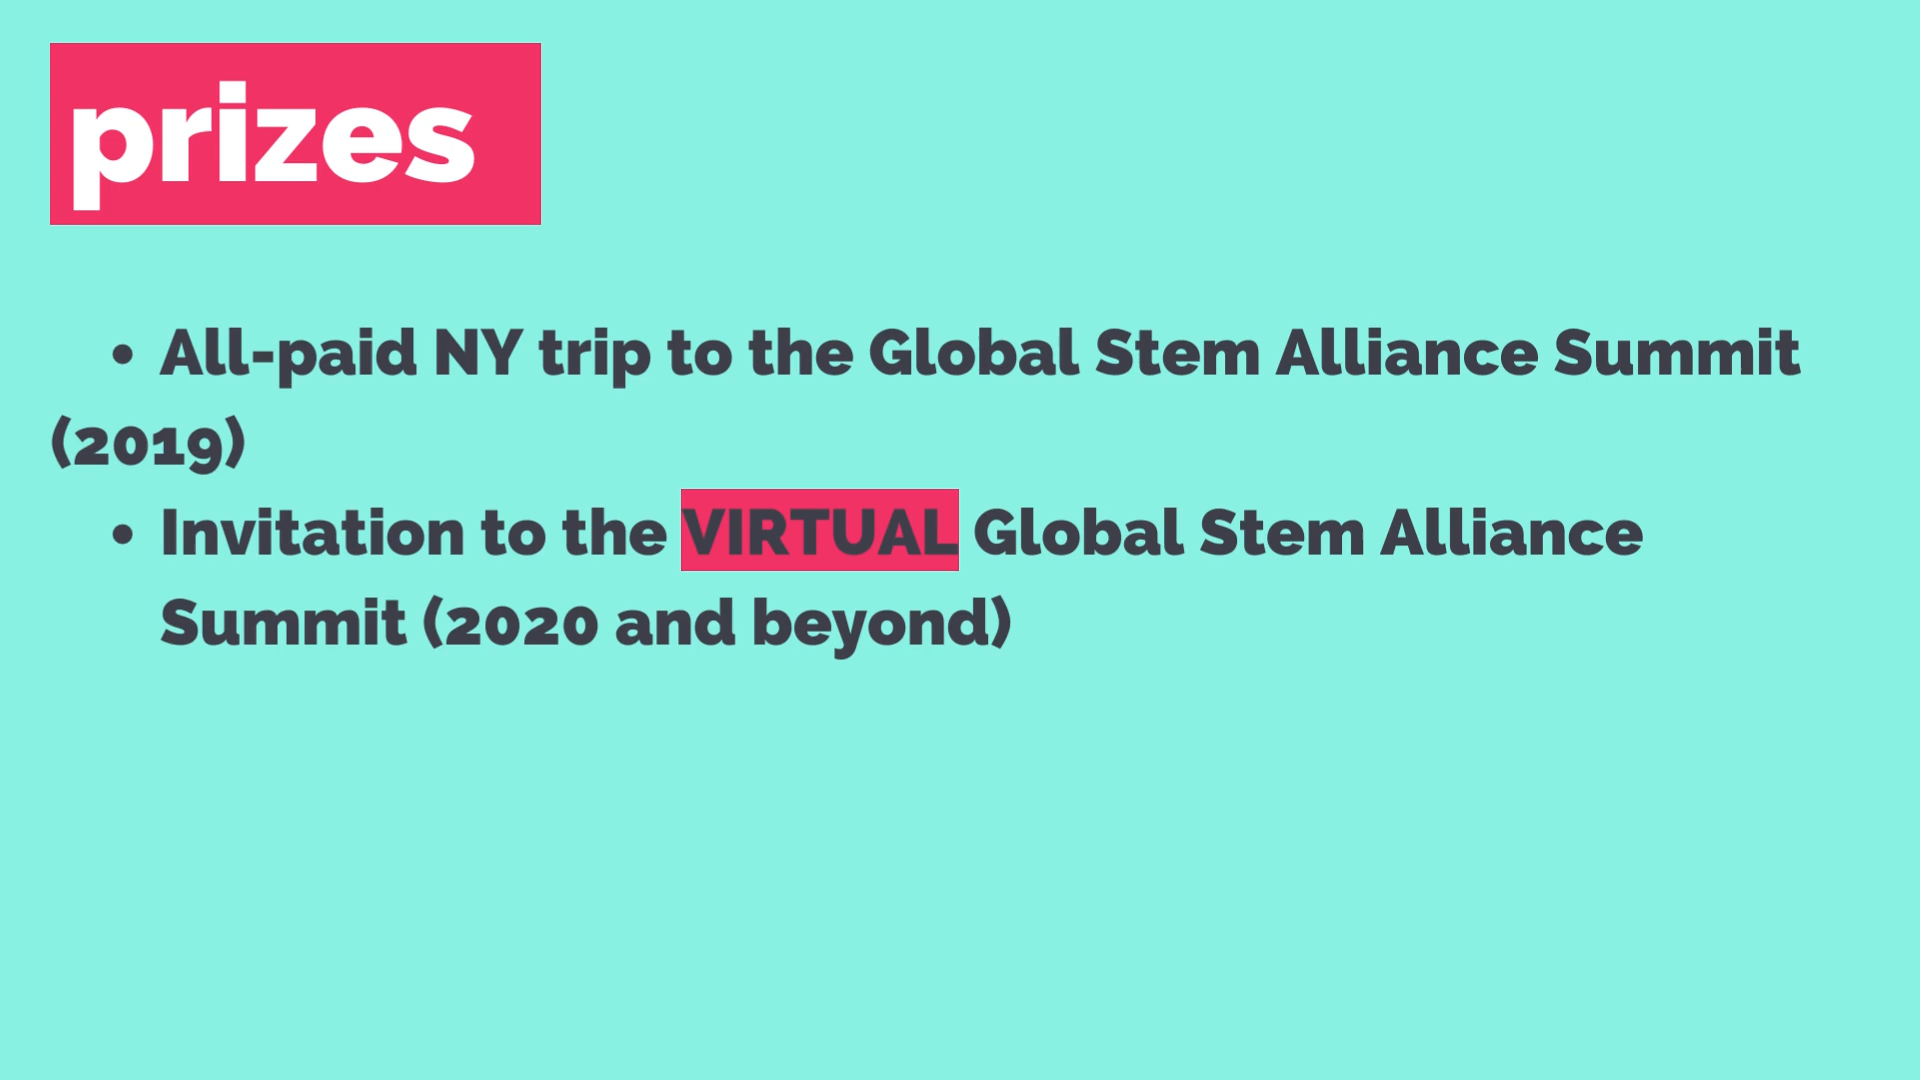 prizes
• All-paid NY trip to the Global Stem Alliance Summit
(2019)
• Invitation to the VIRTUAL Global Stem Alliance
Summit (2020 and beyond)